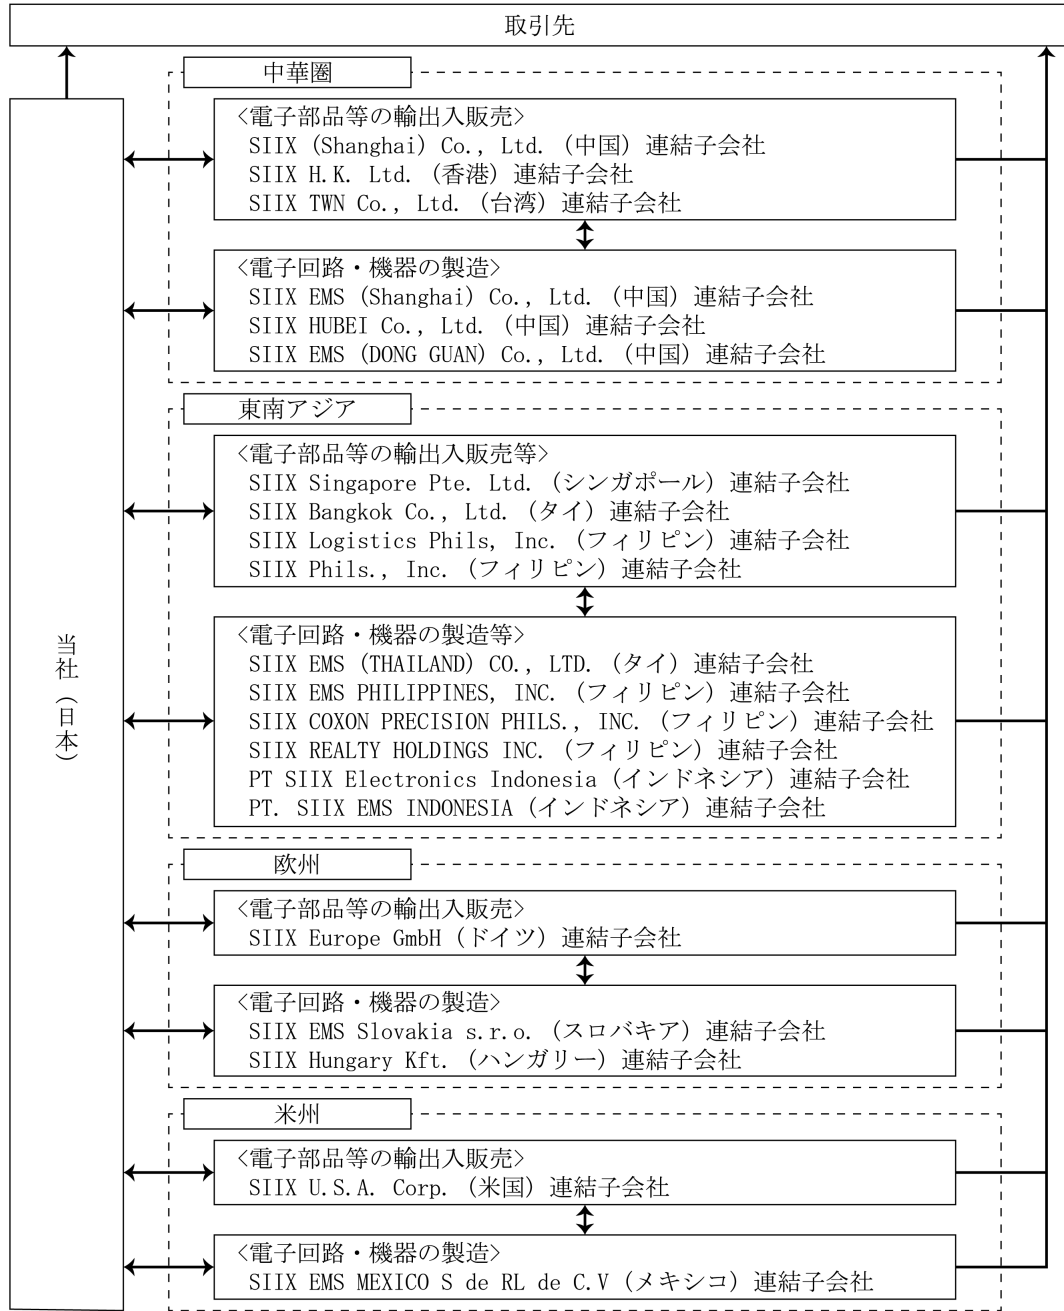 取引先
中華圏
<電子部品等の輸出入販売>
SIIX (Shanghai) Co., Ltd. (中国) 連結子会社
SIIX H.K. Ltd. (香港) 連結子会社
SIIX TWN Co., Ltd. (台湾) 連結子会社
<電子回路・機器の製造>
SIIX EMS (Shanghai) Co., Ltd. (中国) 連結子会社
SIIX HUBEI Co., Ltd. (中国) 連結子会社
SIIX EMS (DONG GUAN) Co., Ltd. (中国) 連結子会社
東南アジア
<電子部品等の輸出入販売等>
SIIX Singapore Pte. Ltd. (シンガポール) 連結子会社
SIIX Bangkok Co., Ltd. (タイ) 連結子会社
SIIX Logistics Phils, Inc. (フィリピン) 連結子会社
SIIX Phils., Inc. (フィリピン) 連結子会社
<電子回路・機器の製造等>
SIIX EMS (THAILAND) CO., LTD. (タイ) 連結子会社
SIIX EMS PHILIPPINES, INC. (フィリピン) 連結子会社
SIIX COXON PRECISION PHILS., INC. (フィリピン) 連結子会社
SIIX REALTY HOLDINGS INC. (フィリピン) 連結子会社
PT SIIX Electronics Indonesia (インドネシア) 連結子会社
PT. SIIX EMS INDONESIA (インドネシア) 連結子会社
欧州
<電子部品等の輸出入販売>
SIIX Europe GmbH (ドイツ) 連結子会社
<電子回路・機器の製造>
SIIX EMS Slovakia s.r.o. (スロバキア) 連結子会社
SIIX Hungary Kft. (ハンガリー) 連結子会社
米州
<電子部品等の輸出入販売>
SIIX U.S.A. Corp. (米国) 連結子会社
<電子回路・機器の製造>
SIIX EMS MEXICO S de RL de C.V (メキシコ) 連結子会社
当社(日本)